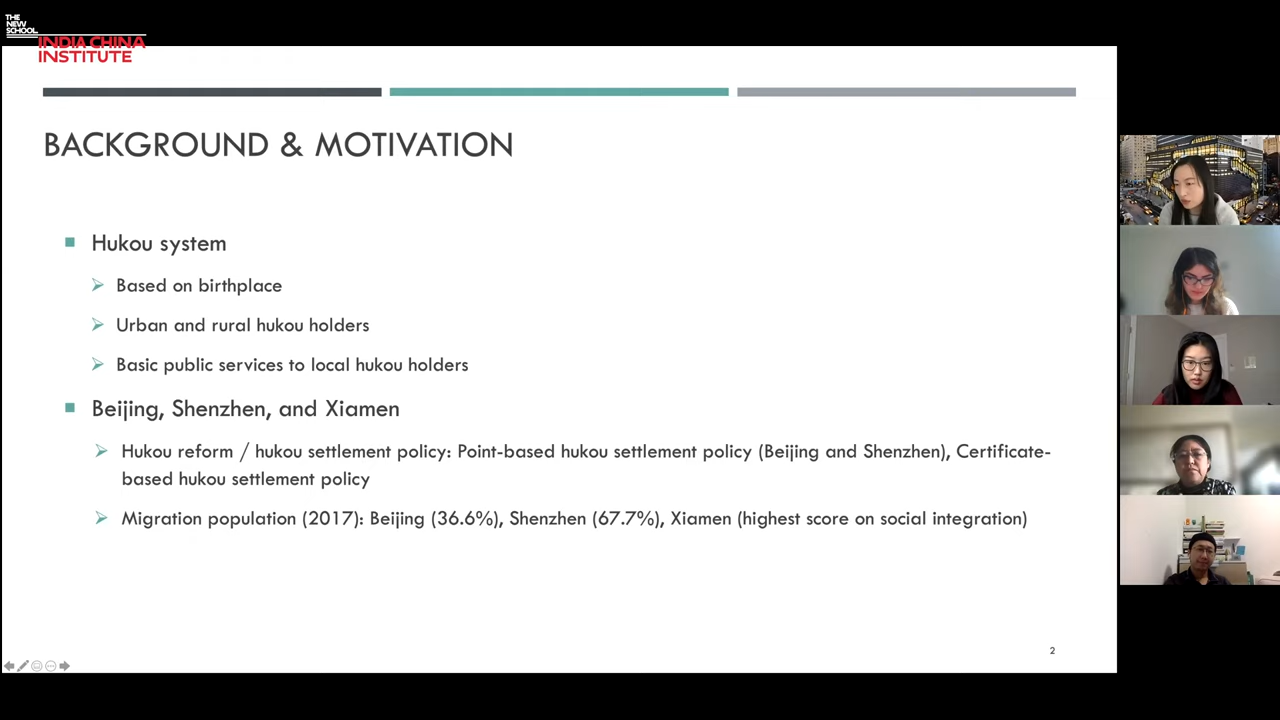 THE
NEW
SCHOOL
INDIA CHINA
INSTITUTE
BACKGROUND & MOTIVATION
Hukou system
Based on birthplace
Urban and rural hukou holders
Basic public services to local hukou holders
Beijing, Shenzhen, and Xiamen
Hukou reform / hukou settlement policy: Point-based hukou settlement policy (Beijing and Shenzhen), Certificate-
based hukou settlement policy
Migration population (2017): Beijing (36.6%), Shenzhen (67.7%), Xiamen (highest score on social integration)
2